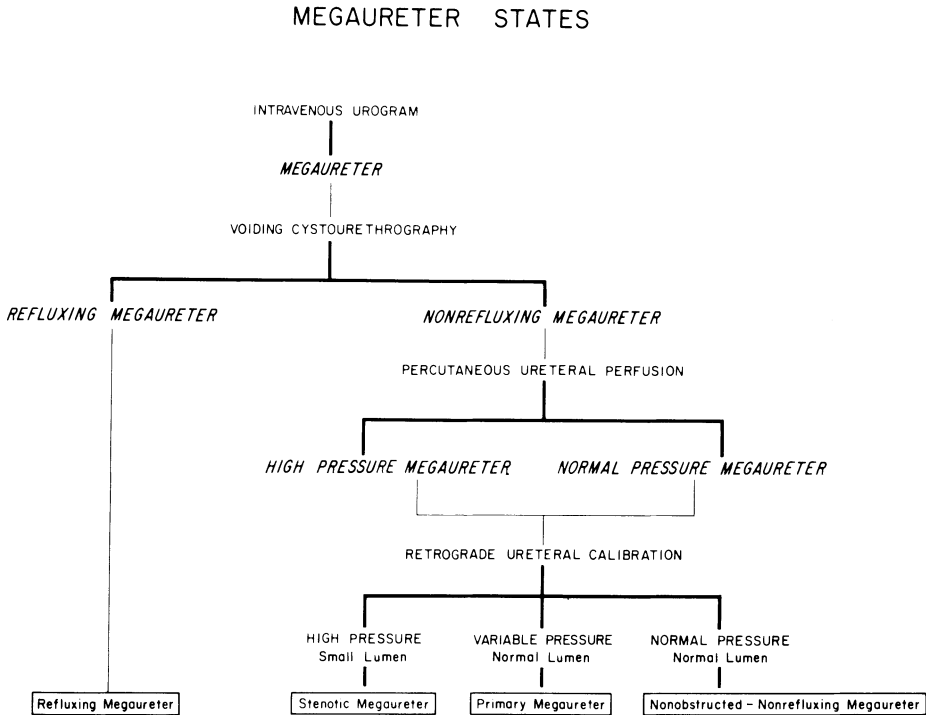 MEGAURETER STATES
INTRAVENOUS UROGRAM
MEGAURETER
VOIDING CYSTOURETHROGRAPHY
REFLUXING MEGAURETER
NONREFLUXING MEGAURETER
PERCUTANEOUS URETERAL PERFUSION
HIGH PRESSURE MEGAURETER
NORMAL PRESSURE MEGAURETER
RETROGRADE URETERAL CALIBRATION
HIGH PRESSURE
Small Lumen
VARIABLE PRESSURE
Normal Lumen
NORMAL PRESSURE
Normal Lumen
Refluxing Megaureter
Stenotic Megaureter
Primary Megaureter
Nonobstructed - Nonrefluxing Megaureter